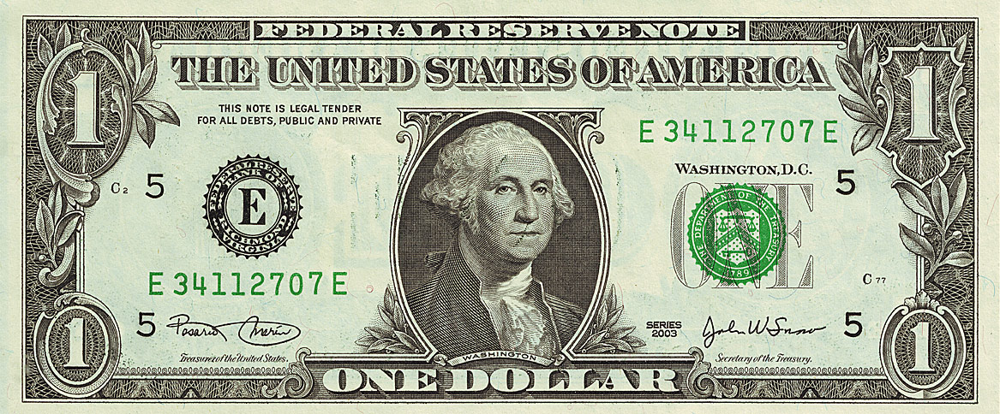 FEDERAL RESERVE NOTE
THE UNITED STATES OF AMERICA
1
1
THIS NOTE IS LEGAL TENDER
FOR ALL DEBTS, PUBLIC AND PRIVATE
E 34112707 E
WASHINGTON, D.C.
C2
5
5
FEDERAL RESERVE BANK OF
RICHMOND
VIRGINIA
E
ONE
THE DEPARTMENT OF THE TREASURY
1789
E 34112707 E
C 77
5
Rosario Marin
Treasurer of the United States.
SERIES
2003
John W Snow
Secretary of the Treasury.
5
1
1
WASHINGTON
ONE DOLLAR